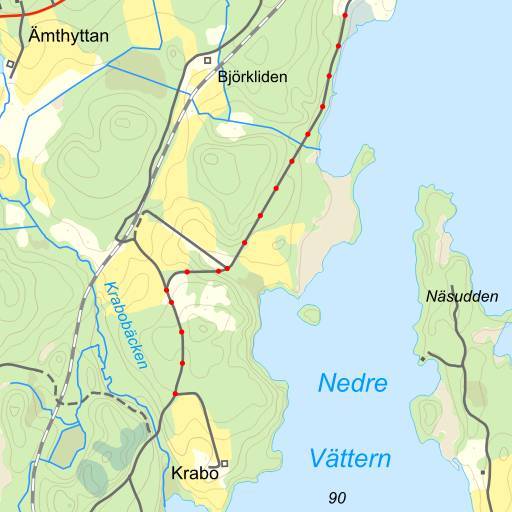 Ämthyttan
Björkliden
Krabobäcken
Näsudden
Nedre
Vättern
Krabo
90